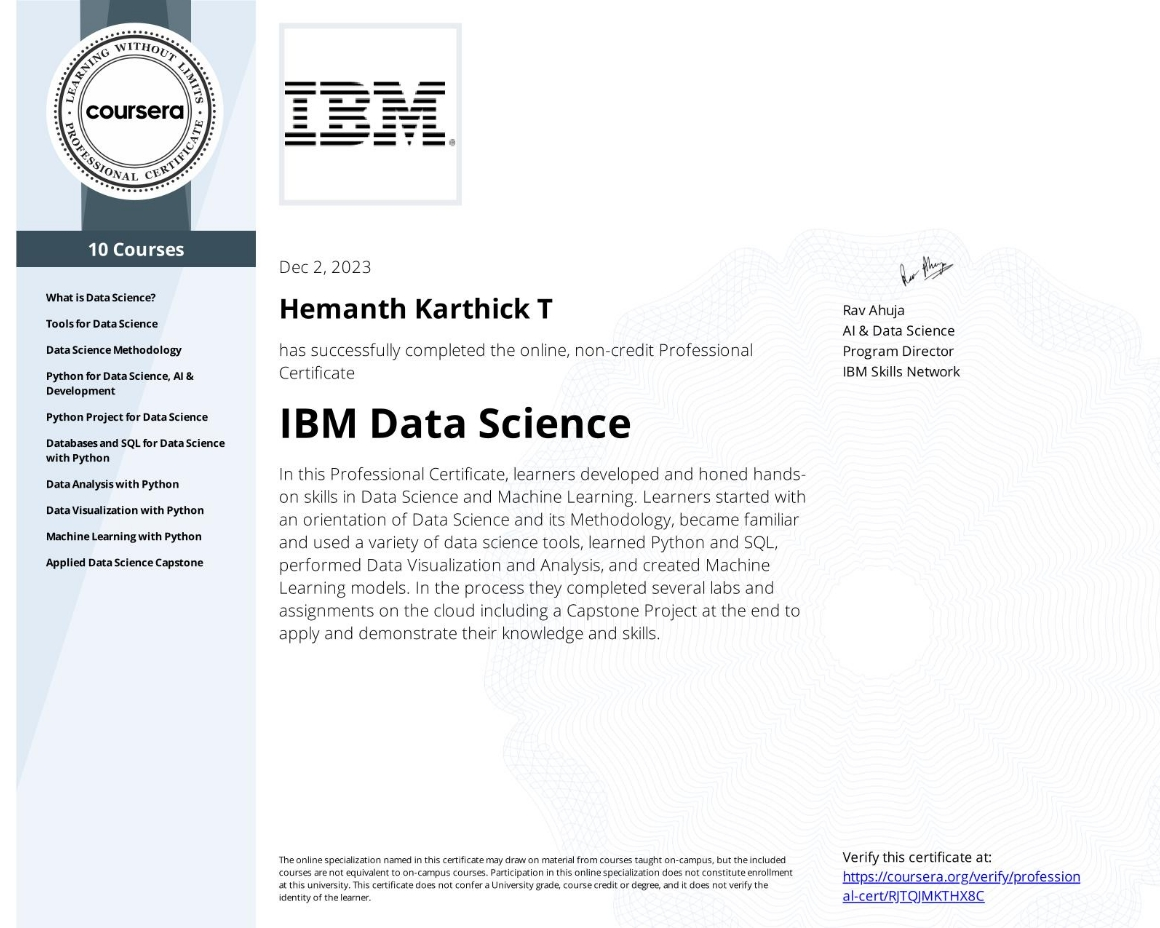 LEARNING WITHOUT LIMITS
coursera
PROFESSIONAL CERTIFICATE
IBM®
10 Courses
What is Data Science?
Tools for Data Science
Data Science Methodology
Python for Data Science, AI &
Development
Python Project for Data Science
Databases and SQL for Data Science
with Python
Data Analysis with Python
Data Visualization with Python
Machine Learning with Python
Applied Data Science Capstone
Dec 2, 2023
Hemanth Karthick T
has successfully completed the online, non-credit Professional
Certificate
IBM Data Science
In this Professional Certificate, learners developed and honed hands-
on skills in Data Science and Machine Learning. Learners started with
an orientation of Data Science and its Methodology, became familiar
and used a variety of data science tools, learned Python and SQL,
performed Data Visualization and Analysis, and created Machine
Learning models. In the process they completed several labs and
assignments on the cloud including a Capstone Project at the end to
apply and demonstrate their knowledge and skills.
Rav Ahuja
Rav Ahuja
AI & Data Science
Program Director
IBM Skills Network
The online specialization named in this certificate may draw on material from courses taught on-campus, but the included
courses are not equivalent to on-campus courses. Participation in this online specialization does not constitute enrollment
at this university. This certificate does not confer a University grade, course credit or degree, and it does not verify the
identity of the learner.
Verify this certificate at:
https://coursera.org/verify/profession
al-cert/RJTQJMKTHX8C